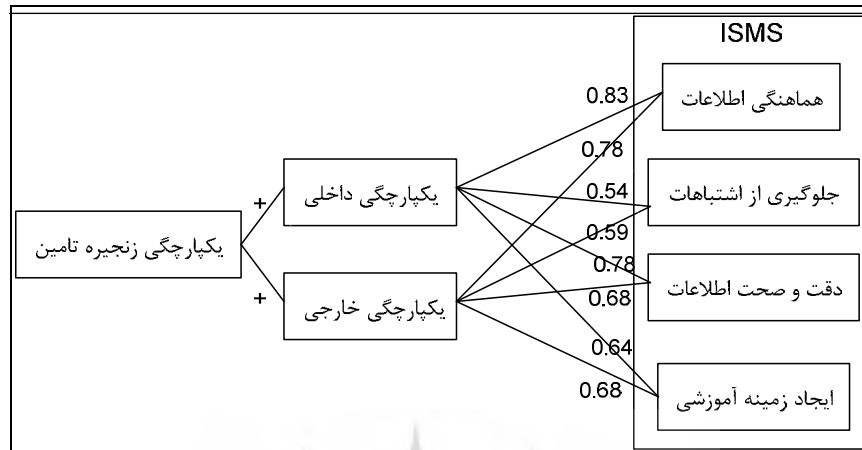 ISMS
هماهنگی اطلاعات
0.83
0.78
یکپارچگی داخلی
جلوگیری از اشتباهات
0.54
+
0.59
یکپارچگی زنجیره تامین
0.78
دقت و صحت اطلاعات
0.68
+
یکپارچگی خارجی
0.64
0.68
ایجاد زمینه آموزشی